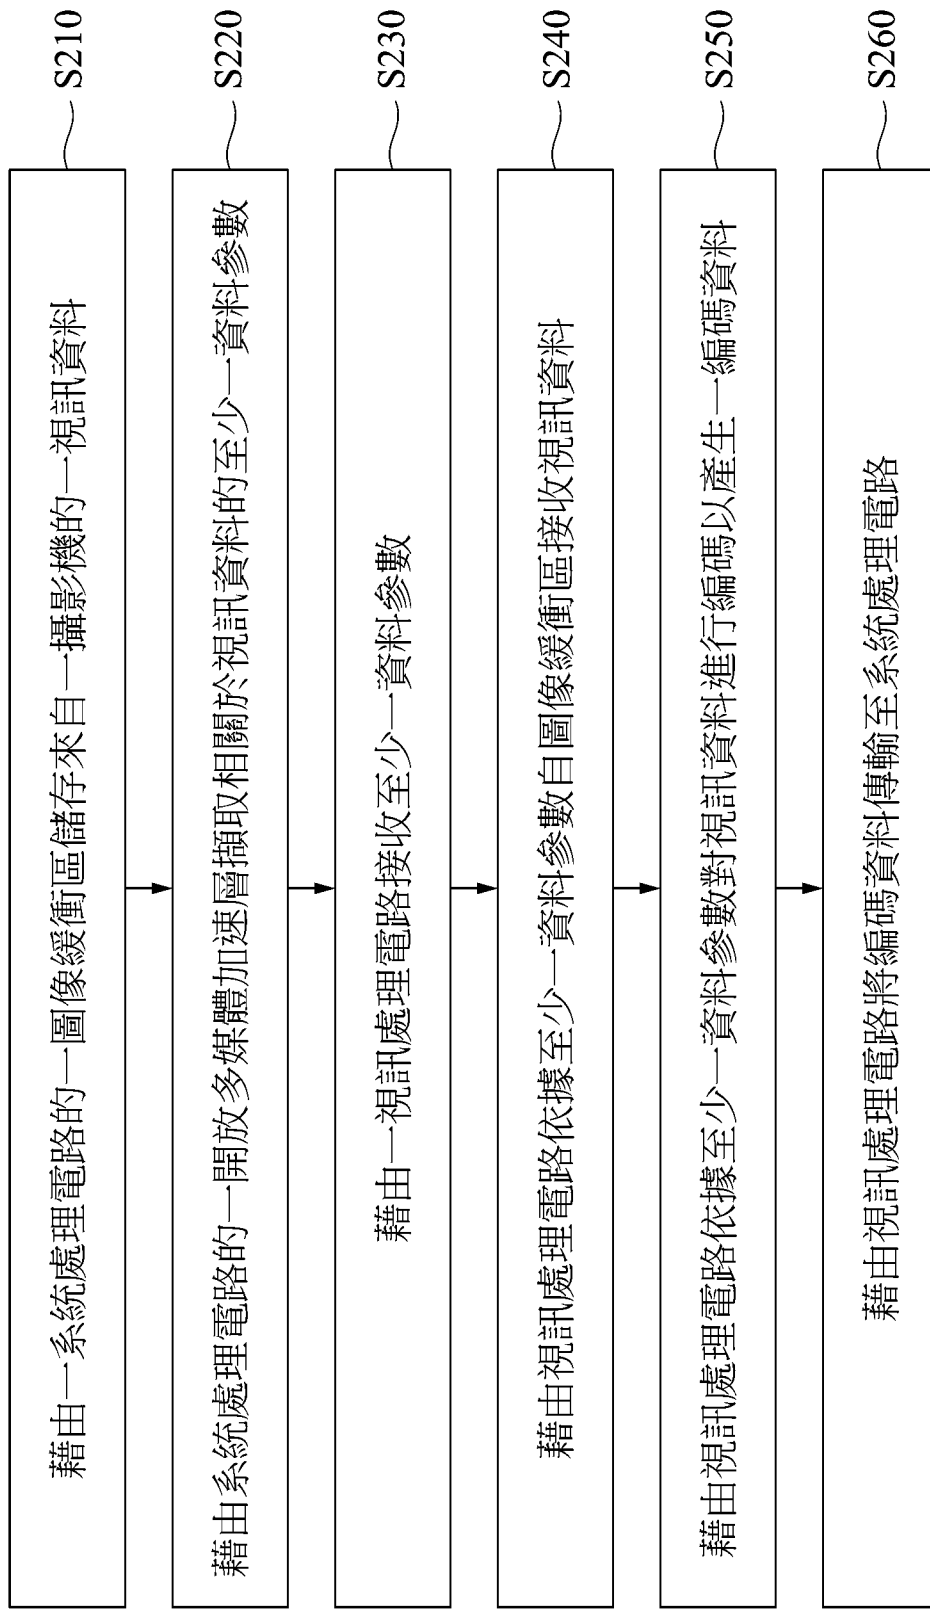 藉由一系統處理電路的一圖像緩衝區儲存來自一攝影機的一視訊資料
S210
藉由系統處理電路的一開放多媒體加速層擷取相關於視訊資料的至少一資料參數
S220
藉由一視訊處理電路接收至少一資料參數
S230
藉由視訊處理電路依據至少一資料參數自圖像緩衝區接收視訊資料
S240
藉由視訊處理電路依據至少一資料參數對視訊資料進行編碼以產生一編碼資料
S250
藉由視訊處理電路將編碼資料傳輸至系統處理電路
S260